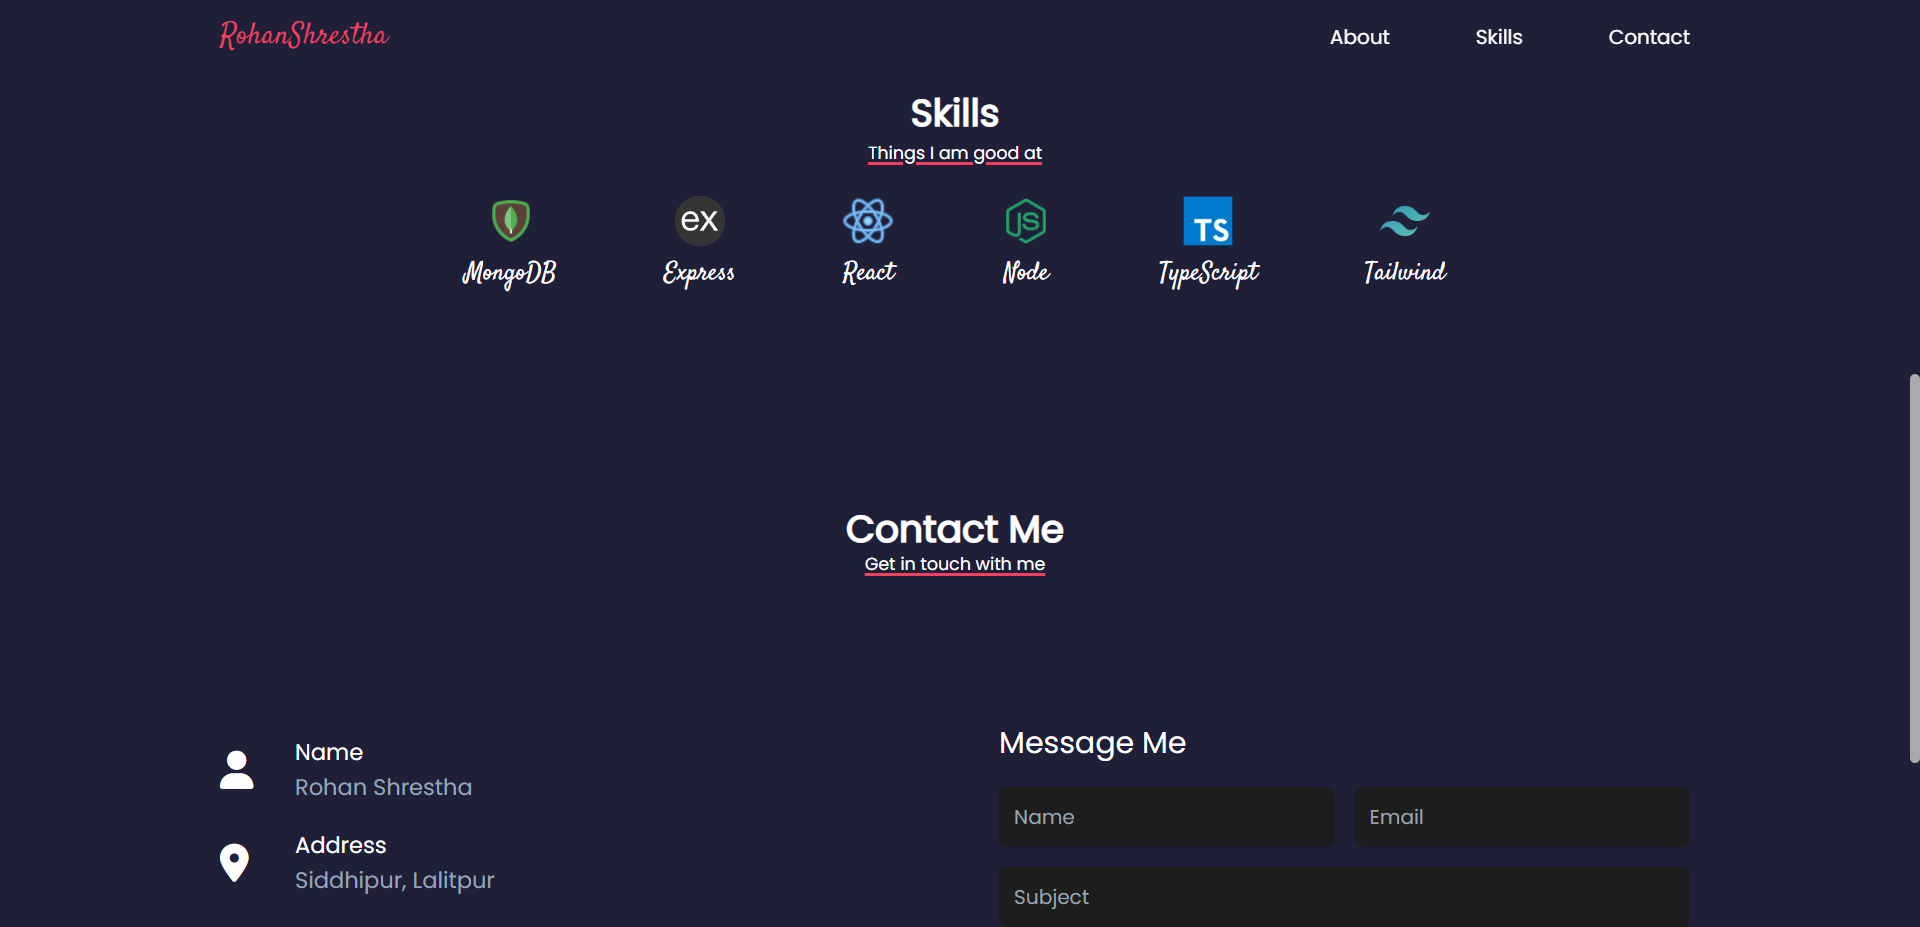 RohanShrestha
About Skills Contact
Skills
Things I am good at
ex
JS
TS
MongoDB Express React Node TypeScript Tailwind
Contact Me
Get in touch with me
Name
Rohan Shrestha
Address
Siddhipur, Lalitpur
Message Me
Name Email
Subject